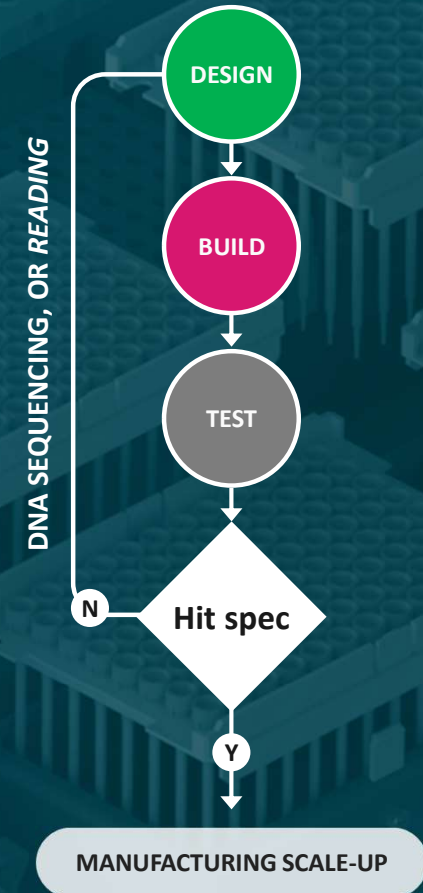 DESIGN
BUILD
DNA SEQUENCING, OR READING
TEST
N
Hit spec
Y
MANUFACTURING SCALE-UP